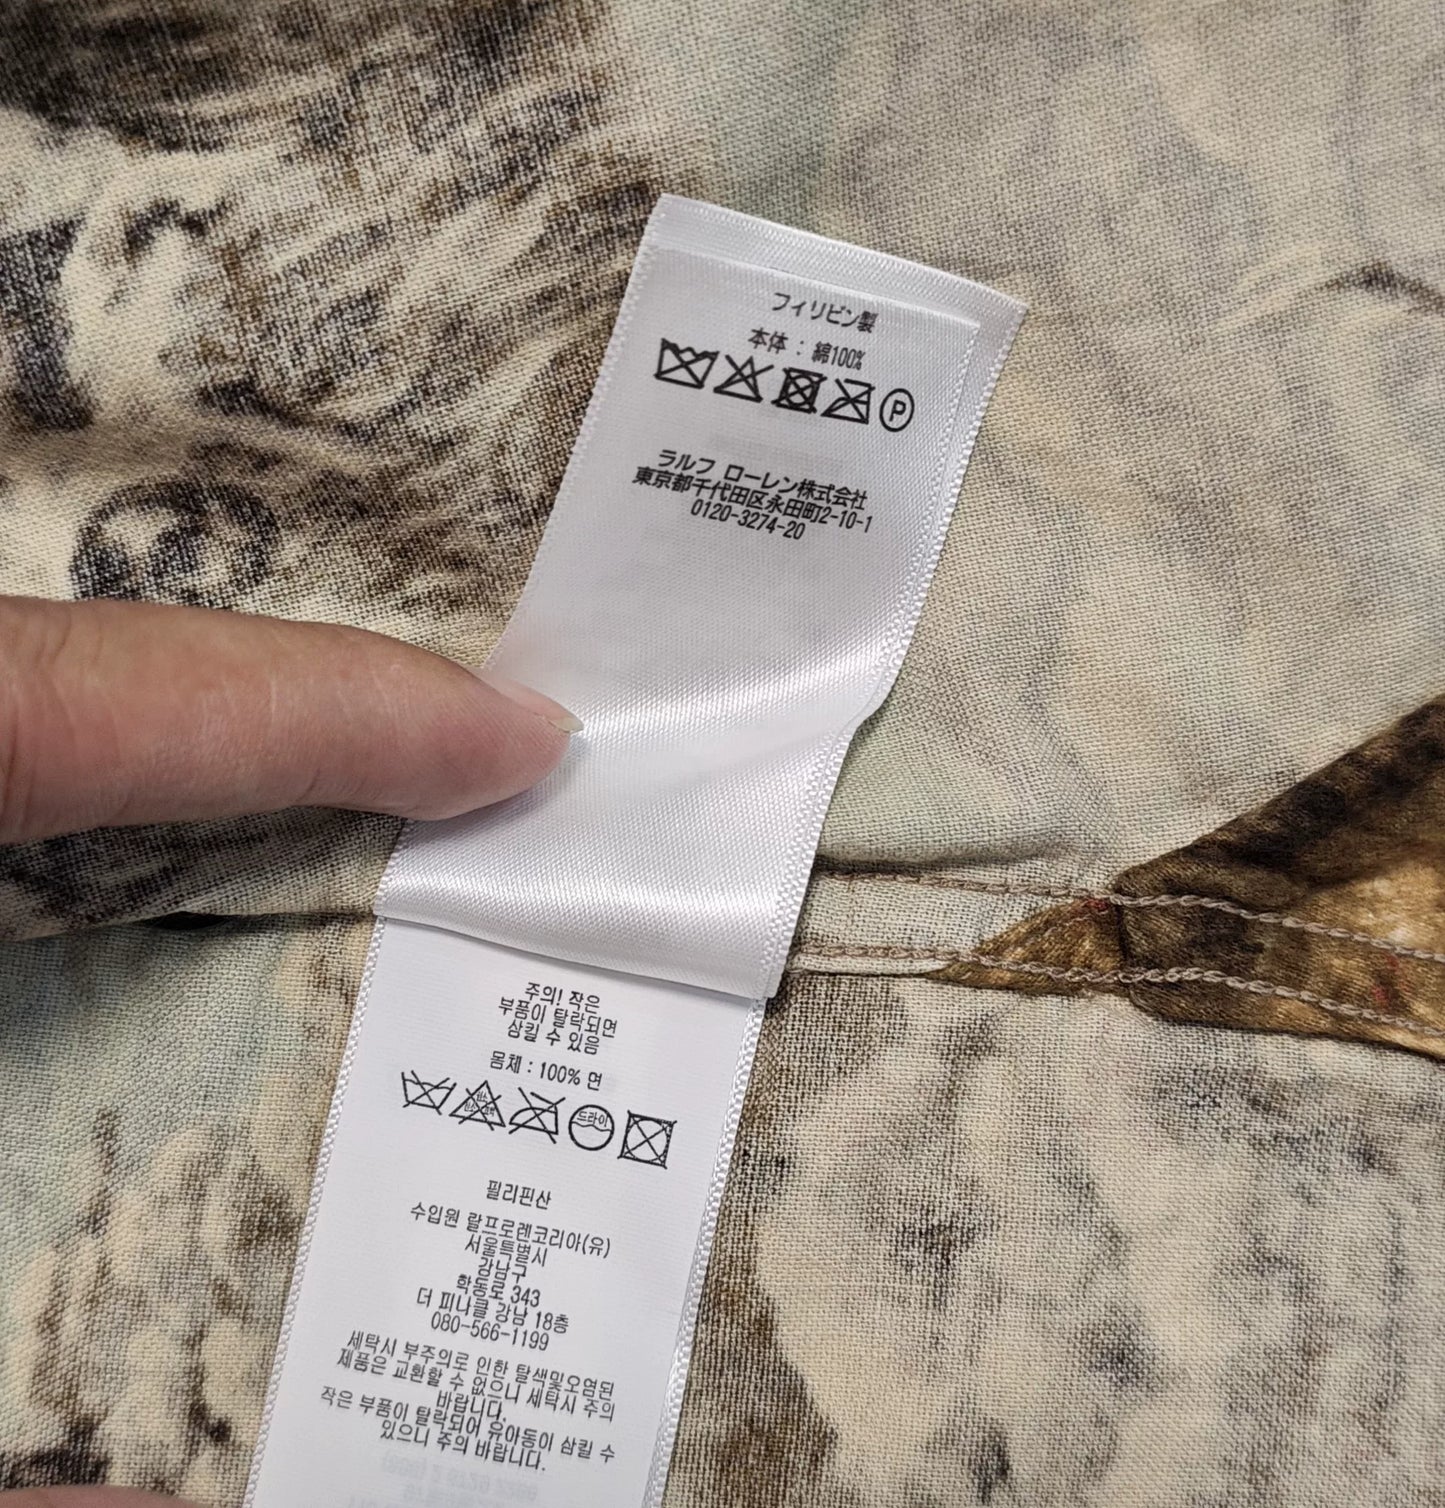 フィリピン製
本体 : 綿100%
P
ラルフ ローレン株式会社
東京都千代田区永田町2-10-1
0120-3274-20
주의! 작은
부품이 탈락되면
삼킬 수 있음
몸체 : 100% 면
드라이
필리핀산
수입원 랄프로렌코리아(유)
서울특별시
강남구
학동로 343
더 피나클 강남 18층
080-566-1199
세탁시 부주의로 인한 탈색및오염된
제품은 교환할 수 없으니 세탁시 주의
바랍니다.
작은 부품이 탈락되어 유아동이 삼킬 수
있으니 주의 바랍니다.